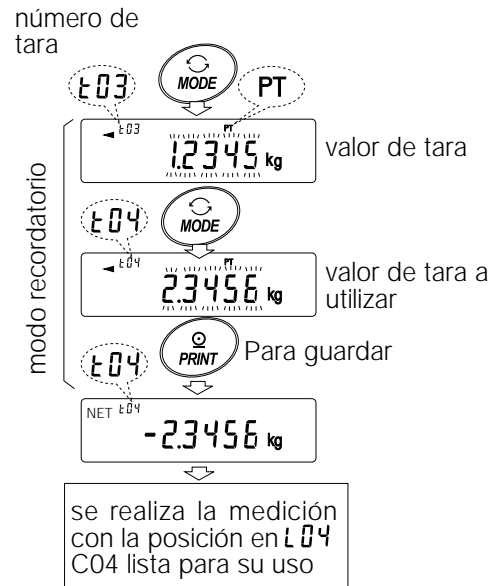 número de
tara
t03
MODE
PT
t03
PT
1.2345 kg
valor de tara
modo recordatorio
t04
MODE
t04
PT
2.3456 kg
valor de tara a
utilizar
PRINT
Para guardar
t04
NET t04
-2.3456 kg
se realiza la medición
con la posición en L04
C04 lista para su uso